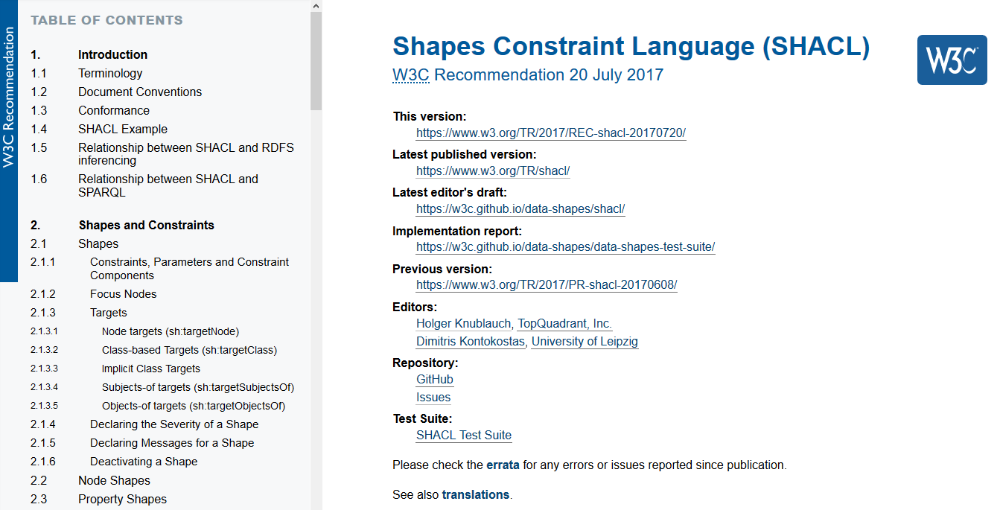 W3C Recommendation
TABLE OF CONTENTS
1. Introduction
1.1 Terminology
1.2 Document Conventions
1.3 Conformance
1.4 SHACL Example
1.5 Relationship between SHACL and RDFS
inferencing
1.6 Relationship between SHACL and
SPARQL
2. Shapes and Constraints
2.1 Shapes
2.1.1 Constraints, Parameters and Constraint
Components
2.1.2 Focus Nodes
2.1.3 Targets
2.1.3.1 Node targets (sh:targetNode)
2.1.3.2 Class-based Targets (sh:targetClass)
2.1.3.3 Implicit Class Targets
2.1.3.4 Subjects-of targets (sh:targetSubjectsOf)
2.1.3.5 Objects-of targets (sh:targetObjectsOf)
2.1.4 Declaring the Severity of a Shape
2.1.5 Declaring Messages for a Shape
2.1.6 Deactivating a Shape
2.2 Node Shapes
2.3 Property Shapes
Shapes Constraint Language (SHACL)
W3C Recommendation 20 July 2017
W3C
This version:
https://www.w3.org/TR/2017/REC-shacl-20170720/
Latest published version:
https://www.w3.org/TR/shacl/
Latest editor's draft:
https://w3c.github.io/data-shapes/shacl/
Implementation report:
https://w3c.github.io/data-shapes/data-shapes-test-suite/
Previous version:
https://www.w3.org/TR/2017/PR-shacl-20170608/
Editors:
Holger Knublauch, TopQuadrant, Inc.
Dimitris Kontokostas, University of Leipzig
Repository:
GitHub
Issues
Test Suite:
SHACL Test Suite
Please check the errata for any errors or issues reported since publication.
See also translations.